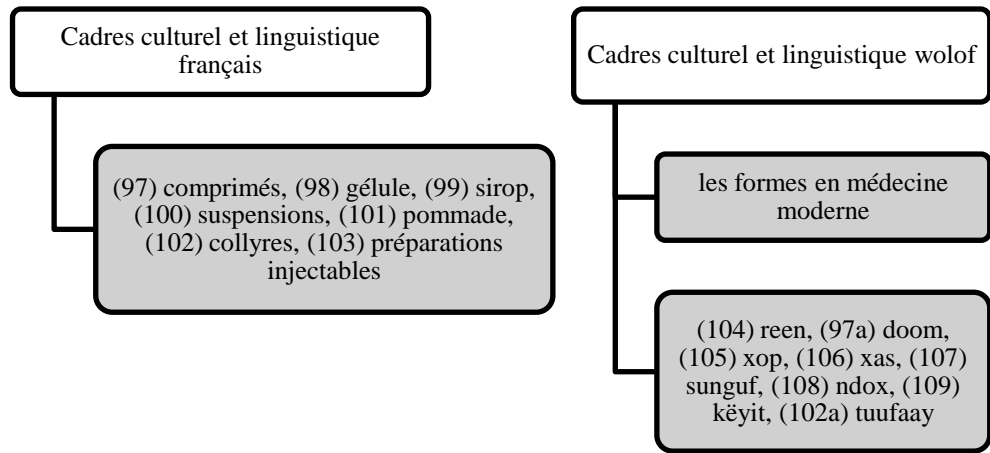 Cadres culturel et linguistique
français
(97) comprimés, (98) gélule, (99) sirop,
(100) suspensions, (101) pommade,
(102) collyres, (103) préparations
injectables
Cadres culturel et linguistique wolof
les formes en médecine
moderne
(104) reen, (97a) doom,
(105) xop, (106) xas, (107)
sunguf, (108) ndox, (109)
këyit, (102a) tuufaay